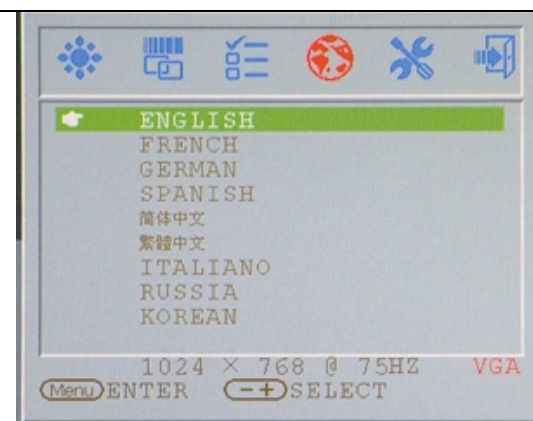 ENGLISH
FRENCH
GERMAN
SPANISH
简体中文
繁體中文
ITALIANO
RUSSIA
KOREAN
1024 × 768 @ 75HZ VGA
Menu ENTER - + SELECT